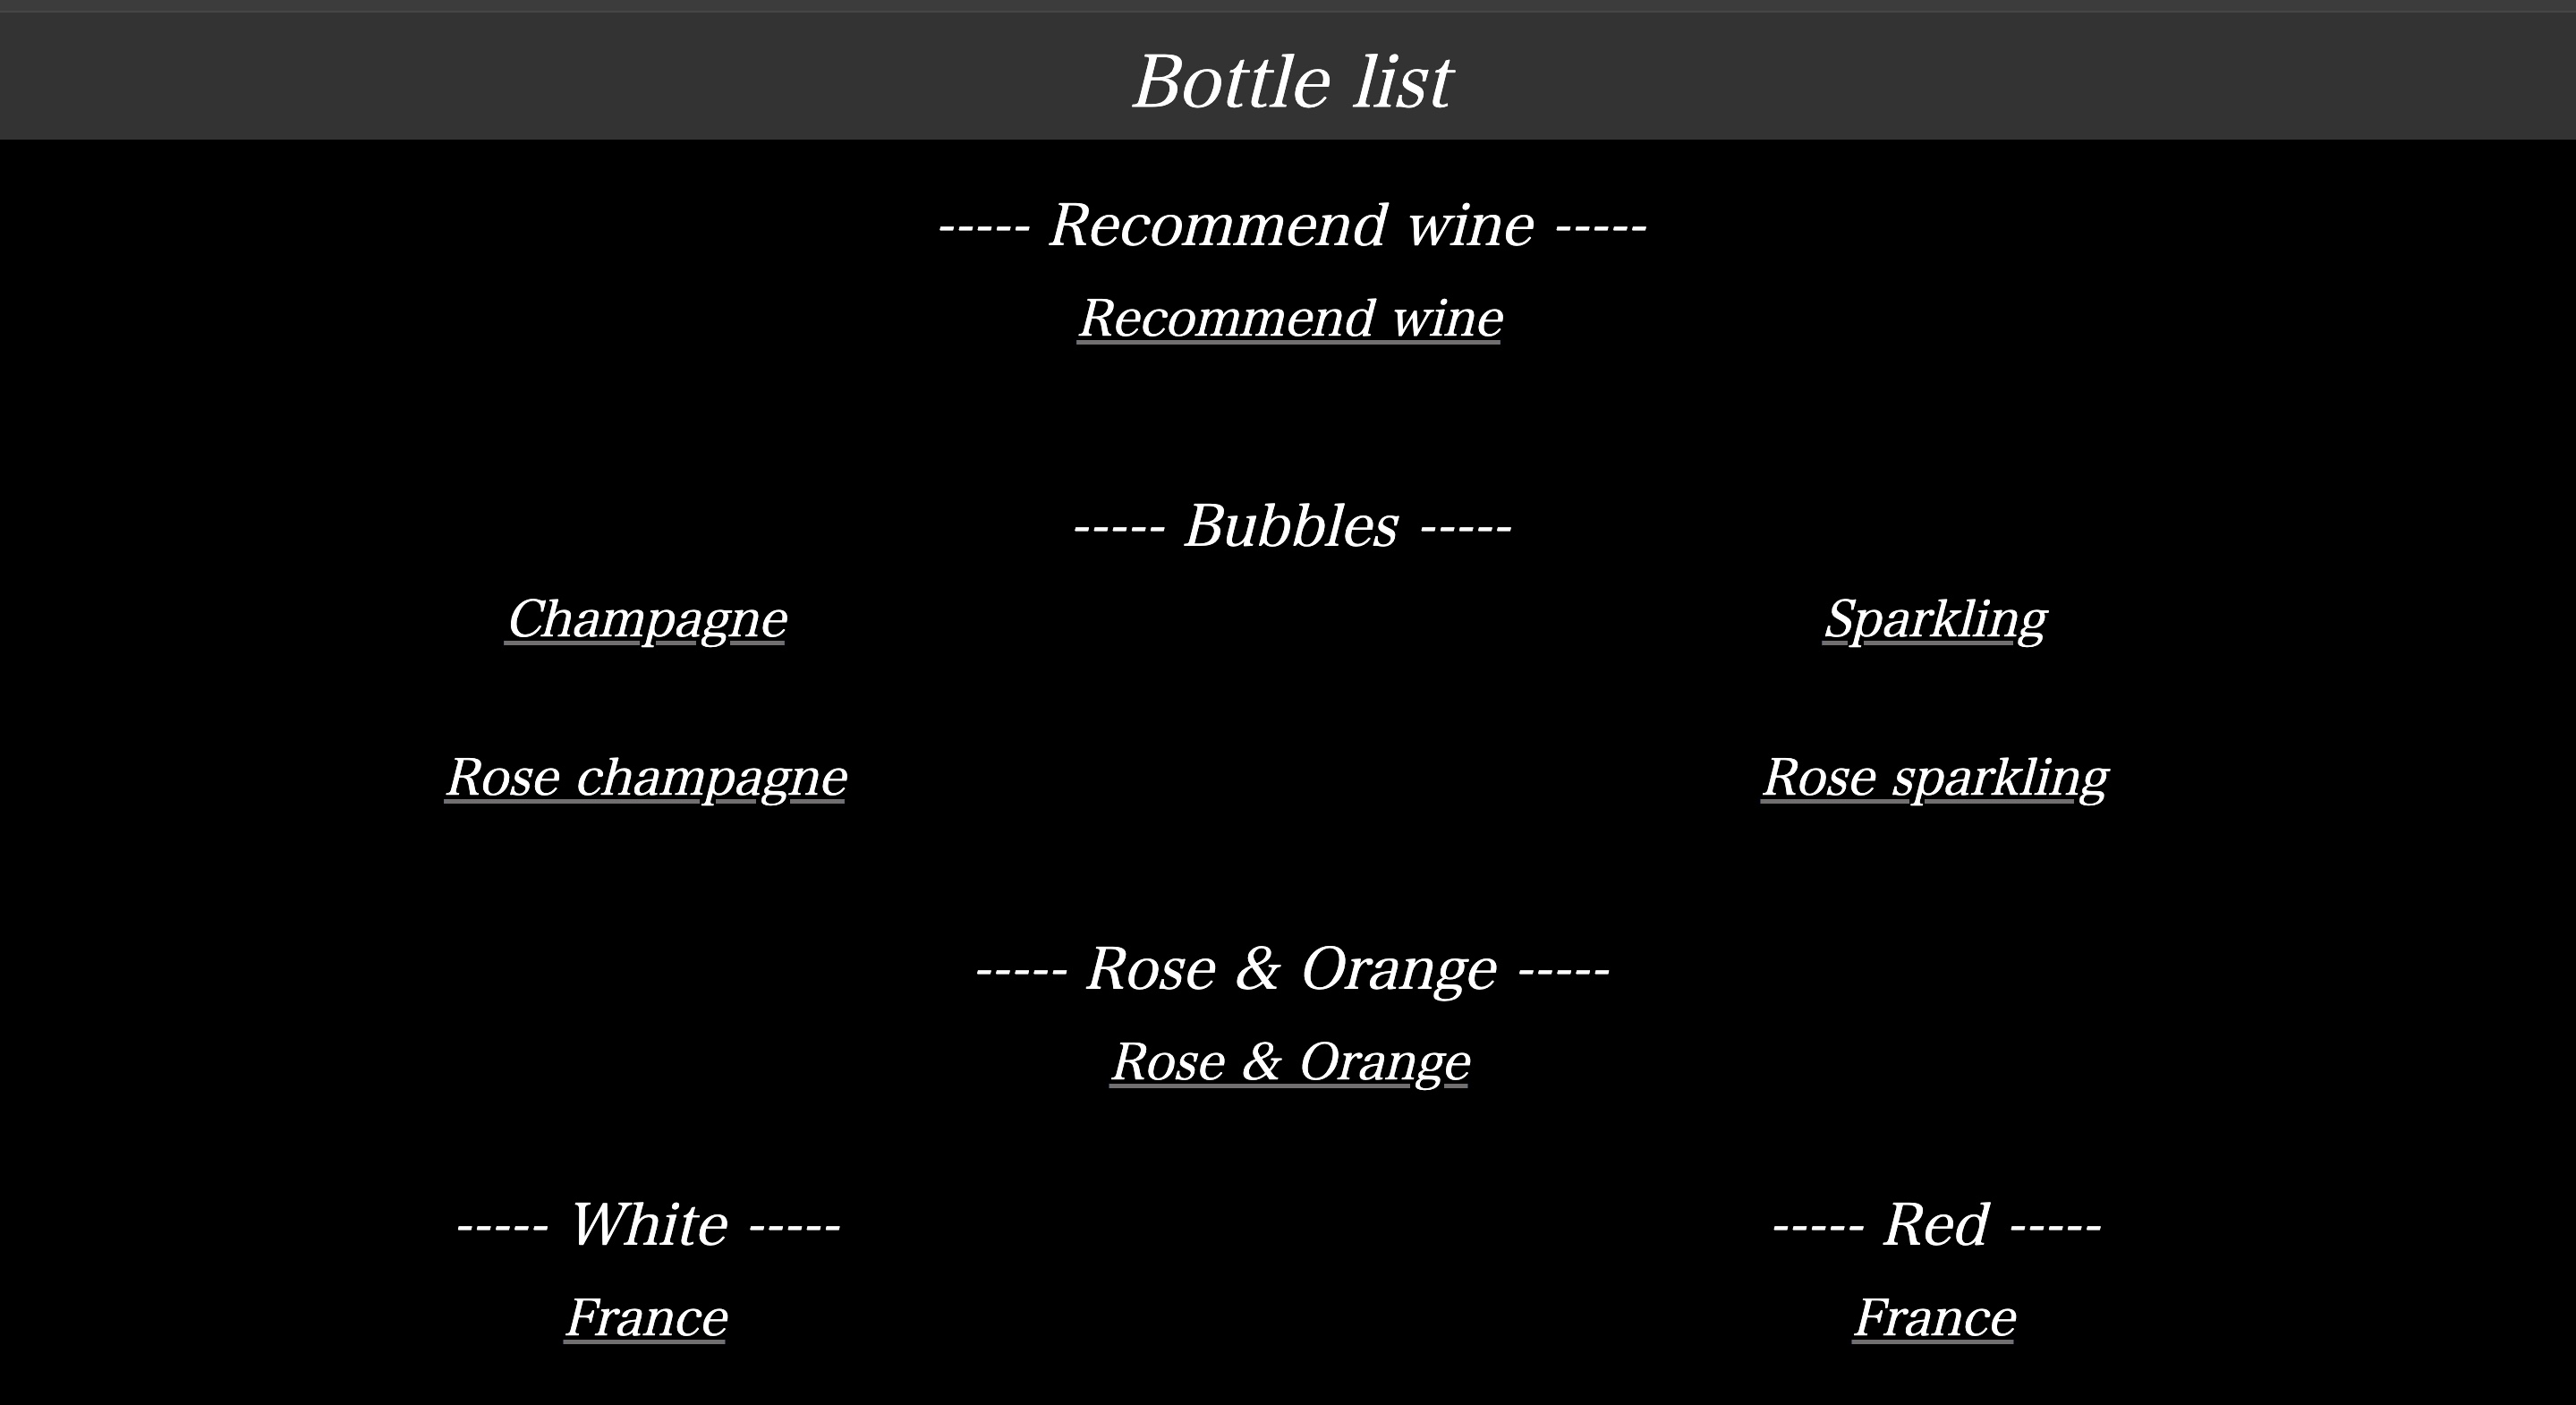 Bottle list
----- Recommend wine -----
Recommend wine
----- Bubbles -----
Champagne
Sparkling
Rose champagne
Rose sparkling
----- Rose & Orange -----
Rose & Orange
----- White -----
----- Red -----
France
France